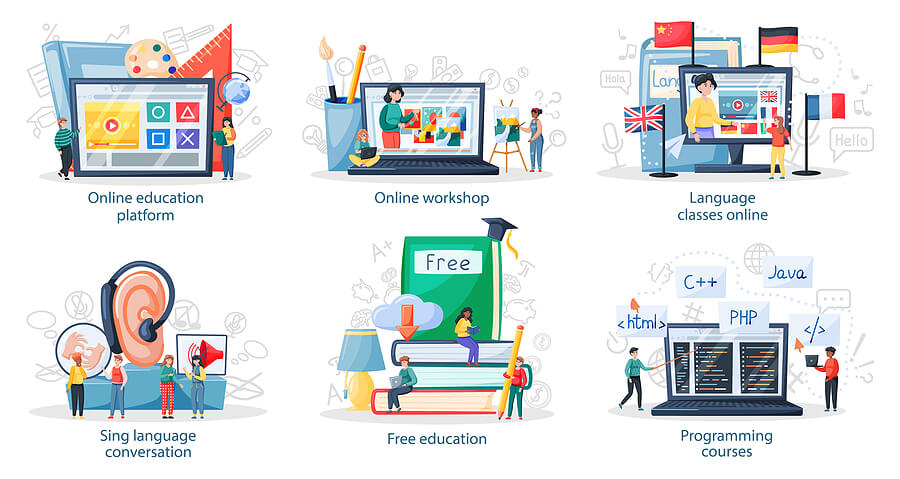 Online education
platform
Online workshop
Hola
Lan
Hello
Language
classes online
Sing language
conversation
Free
A+
Free education
C++
Java
<html>
PHP
</>
Programming
courses